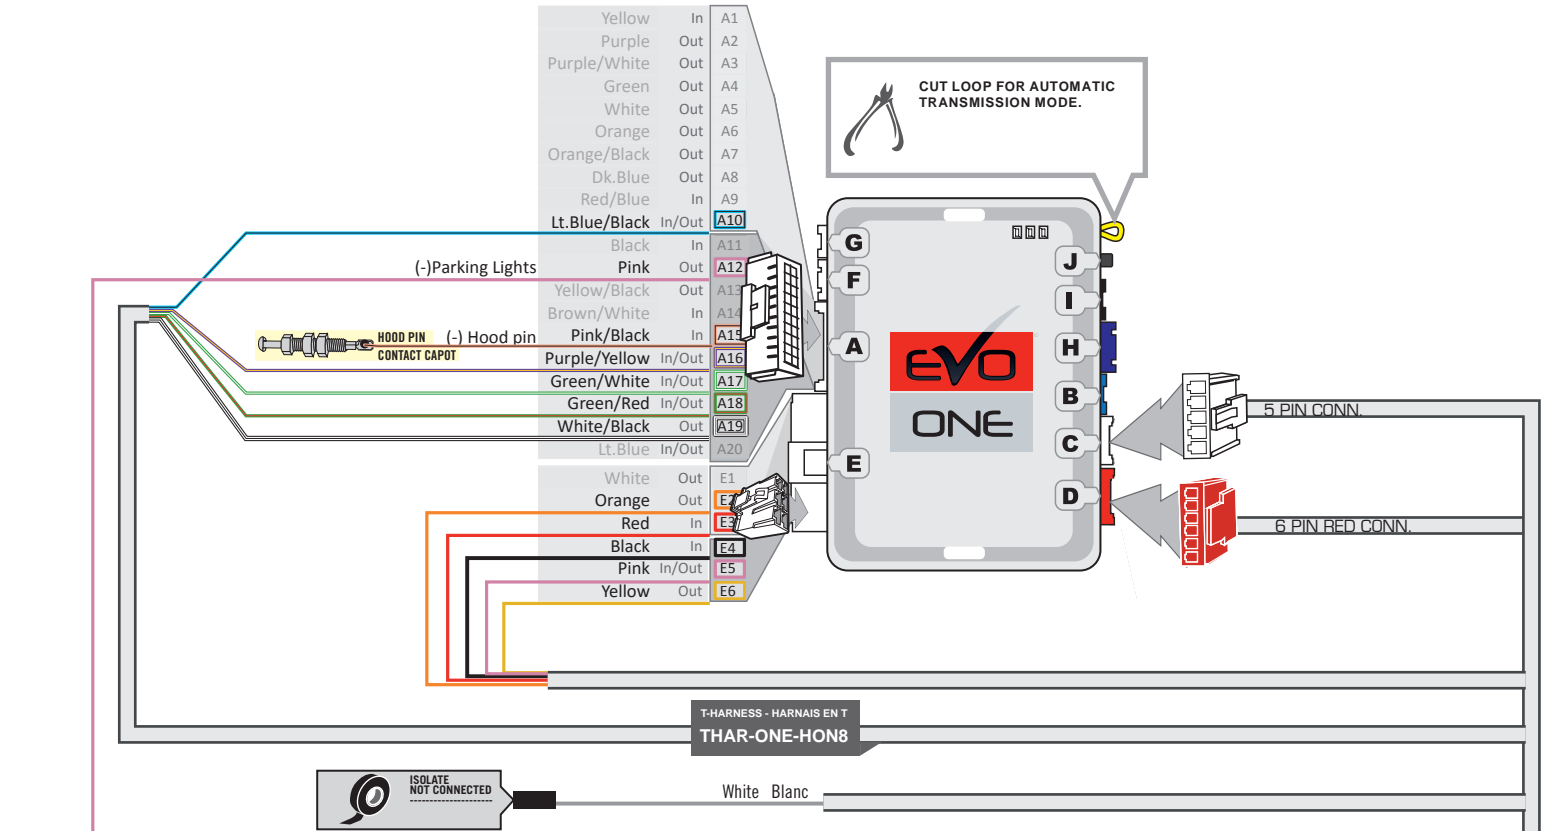 Yellow In A1
Purple Out A2
Purple/White Out A3
Green Out A4
White Out A5
Orange Out A6
Orange/Black Out A7
Dk.Blue Out A8
Red/Blue In A9
Lt.Blue/Black In/Out A10
Black In A11
(-)Parking Lights Pink Out A12
Yellow/Black Out A13
Brown/White In A14
HOOD PIN
CONTACT CAPOT
(-) Hood pin Pink/Black In A15
Purple/Yellow In/Out A16
Green/White In/Out A17
Green/Red In/Out A18
White/Black Out A19
Lt.Blue In/Out A20
White Out E1
Orange Out E2
Red In E3
Black In E4
Pink In/Out E5
Yellow Out E6
CUT LOOP FOR AUTOMATIC
TRANSMISSION MODE.
G
F
A
E
J
I
H
B
C
D
EVO
ONE
5 PIN CONN.
6 PIN RED CONN.
T-HARNESS - HARNAIS EN T
THAR-ONE-HON8
ISOLATE
NOT CONNECTED
White Blanc